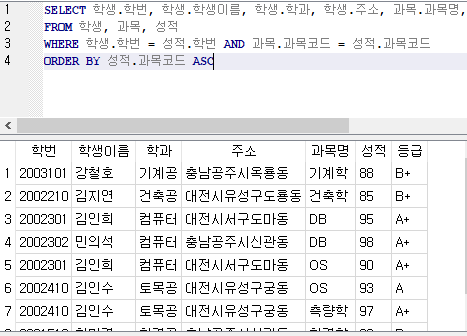 1 SELECT 학생.학번, 학생.학생이름, 학생.학과, 학생.주소, 과목.과목명,
2 FROM 학생, 과목, 성적
3 WHERE 학생.학번 = 성적.학번 AND 과목.과목코드 = 성적.과목코드
4 ORDER BY 성적.과목코드 ASC
학번 학생이름 학과 주소 과목명 성적 등급
1 2003101 강철호 기계공 충남공주시옥룡동 기계학 88 B+
2 2002210 김지연 건축공 대전시유성구도룡동 건축학 85 B
3 2002301 김인희 컴퓨터 대전시서구도마동 DB 95 A+
4 2002302 민의석 컴퓨터 충남공주시신관동 DB 98 A+
5 2002301 김인희 컴퓨터 대전시서구도마동 OS 90 A+
6 2002410 김인수 토목공 대전시유성구궁동 OS 93 A
7 2002410 김인수 토목공 대전시유성구궁동 측량학 97 A+